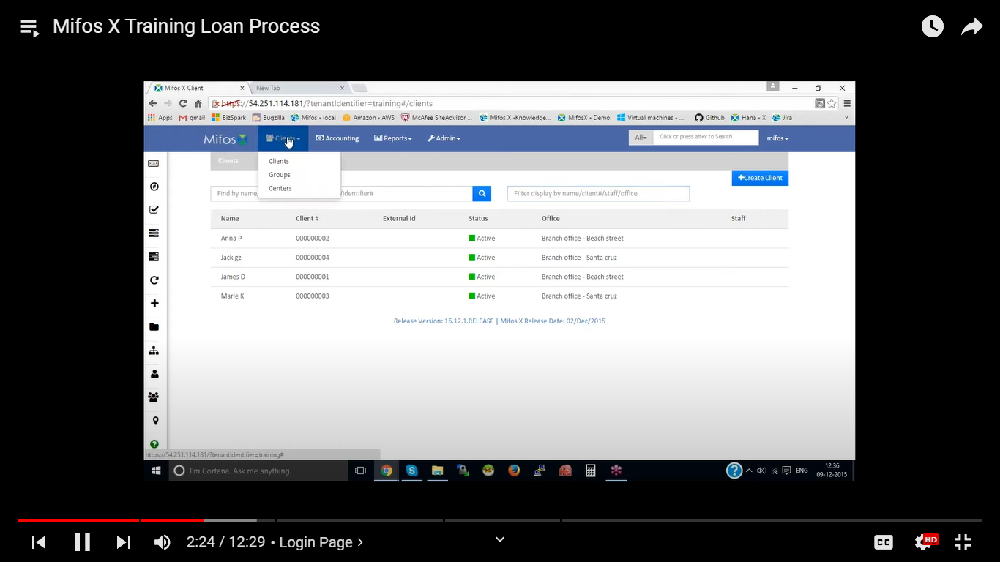 Mifos X Training Loan Process
Mifos X Client
New Tab
https://54.251.114.181/?tenantIdentifier=training#/clients
Apps gmail BizSpark Bugzilla Mifos - local Amazon - AWS McAfee SiteAdvisor ... Mifos X -Knowledge... MifosX - Demo Virtual machines - ... Github Hana - X Jira »
Mifos Clients Accounting Reports Admin All Click or press alt+x to Search mifos
Clients
Clients
Groups
Centers
+Create Client
Find by name/ identifier#
Filter display by name/client#/staff/office
Name Client # External Id Status Office Staff
Anna P 000000002 Active Branch office - Beach street
Jack gz 000000004 Active Branch office - Santa cruz
James D 000000001 Active Branch office - Beach street
Marie K 000000003 Active Branch office - Santa cruz
Release Version: 15.12.1.RELEASE | Mifos X Release Date: 02/Dec/2015
https://54.251.114.181/?tenantIdentifier=training#
I'm Cortana. Ask me anything.
ENG
12:36
09-12-2015
2:24 / 12:29 • Login Page
CC
HD